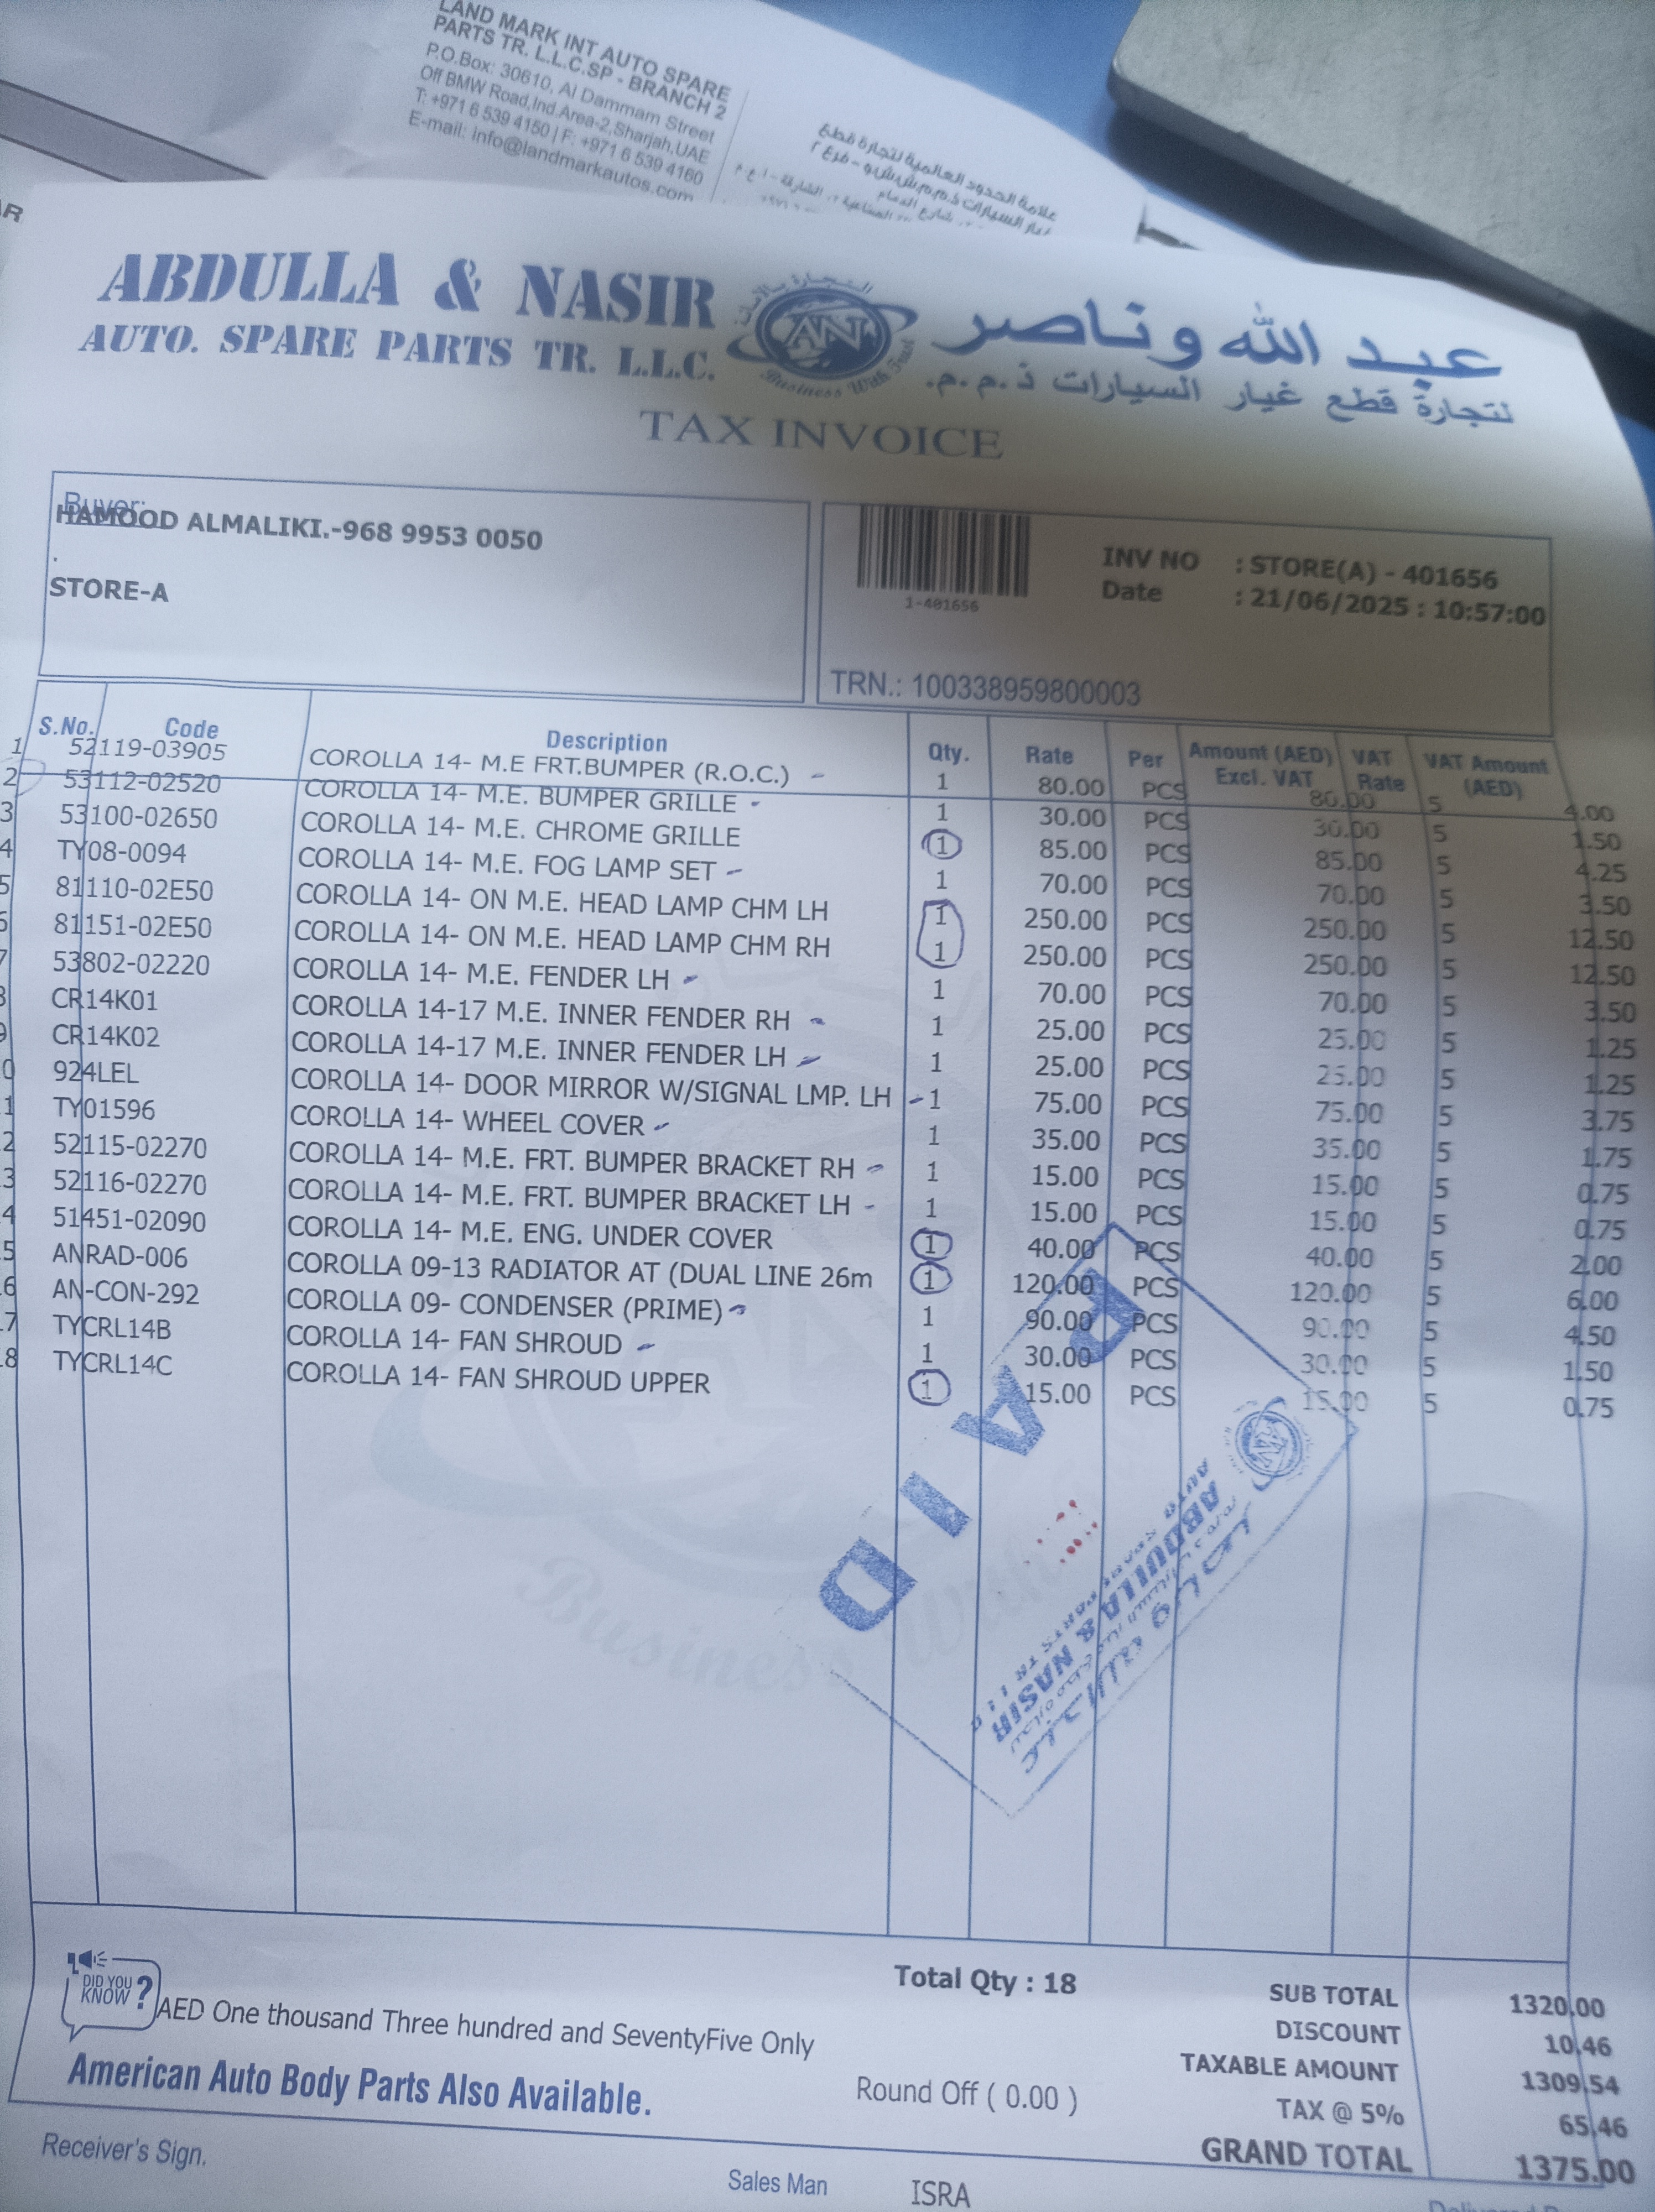 LAND MARK INT AUTO SPARE
PARTS TR. L.L.C.SP - BRANCH 2
P.O.Box: 30610, Al Dammam Street
Off BMW Road,Ind.Area-2,Sharjah,UAE
T: +971 6 539 4150 | F: +971 6 539 4160
E-mail: info@landmarkautos.com
علامة الحدود العالمية لتجارة قطع
AR
ABDULLA & NASIR
AUTO. SPARE PARTS TR. L.L.C.
AN
Business With Trust
عبد الله وناصر
لتجارة قطع غيار السيارات ذ.م.م.
TAX INVOICE
Buyer:
HAMOOD ALMALIKI.-968 9953 0050
.
STORE-A
1-401656
INV NO : STORE(A) - 401656
Date : 21/06/2025 : 10:57:00
TRN.: 100338959800003
S.No. Code Description Qty. Rate Per Amount (AED) Excl. VAT VAT Rate VAT Amount (AED)
1 52119-03905 COROLLA 14- M.E FRT.BUMPER (R.O.C.) 1 80.00 PCS 80.00 5 4.00
2 53112-02520 COROLLA 14- M.E. BUMPER GRILLE 1 30.00 PCS 30.00 5 1.50
3 53100-02650 COROLLA 14- M.E. CHROME GRILLE 1 85.00 PCS 85.00 5 4.25
4 TY08-0094 COROLLA 14- M.E. FOG LAMP SET 1 70.00 PCS 70.00 5 3.50
5 81110-02E50 COROLLA 14- ON M.E. HEAD LAMP CHM LH 1 250.00 PCS 250.00 5 12.50
6 81151-02E50 COROLLA 14- ON M.E. HEAD LAMP CHM RH 1 250.00 PCS 250.00 5 12.50
7 53802-02220 COROLLA 14- M.E. FENDER LH 1 70.00 PCS 70.00 5 3.50
8 CR14K01 COROLLA 14-17 M.E. INNER FENDER RH 1 25.00 PCS 25.00 5 1.25
9 CR14K02 COROLLA 14-17 M.E. INNER FENDER LH 1 25.00 PCS 25.00 5 1.25
0 924LEL COROLLA 14- DOOR MIRROR W/SIGNAL LMP. LH 1 75.00 PCS 75.00 5 3.75
1 TY01596 COROLLA 14- WHEEL COVER 1 35.00 PCS 35.00 5 1.75
2 52115-02270 COROLLA 14- M.E. FRT. BUMPER BRACKET RH 1 15.00 PCS 15.00 5 0.75
3 52116-02270 COROLLA 14- M.E. FRT. BUMPER BRACKET LH 1 15.00 PCS 15.00 5 0.75
4 51451-02090 COROLLA 14- M.E. ENG. UNDER COVER 1 40.00 PCS 40.00 5 2.00
5 ANRAD-006 COROLLA 09-13 RADIATOR AT (DUAL LINE 26m 1 120.00 PCS 120.00 5 6.00
6 AN-CON-292 COROLLA 09- CONDENSER (PRIME) 1 90.00 PCS 90.00 5 4.50
7 TYCRL14B COROLLA 14- FAN SHROUD 1 30.00 PCS 30.00 5 1.50
8 TYCRL14C COROLLA 14- FAN SHROUD UPPER 1 15.00 PCS 15.00 5 0.75
PAID
عبد الله وناصر
ABDULLA & NASIR
Business With
Total Qty : 18
SUB TOTAL 1320.00
DISCOUNT 10.46
TAXABLE AMOUNT 1309.54
TAX @ 5% 65.46
GRAND TOTAL 1375.00
DID YOU KNOW ?
AED One thousand Three hundred and SeventyFive Only
American Auto Body Parts Also Available.
Round Off ( 0.00 )
Receiver's Sign.
Sales Man ISRA